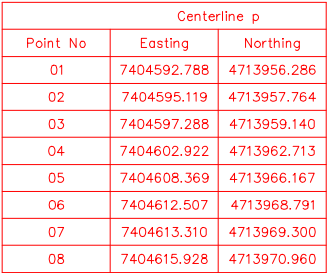 Centerline p
Point No Easting Northing
01 7404592.788 4713956.286
02 7404595.119 4713957.764
03 7404597.288 4713959.140
04 7404602.922 4713962.713
05 7404608.369 4713966.167
06 7404612.507 4713968.791
07 7404613.310 4713969.300
08 7404615.928 4713970.960